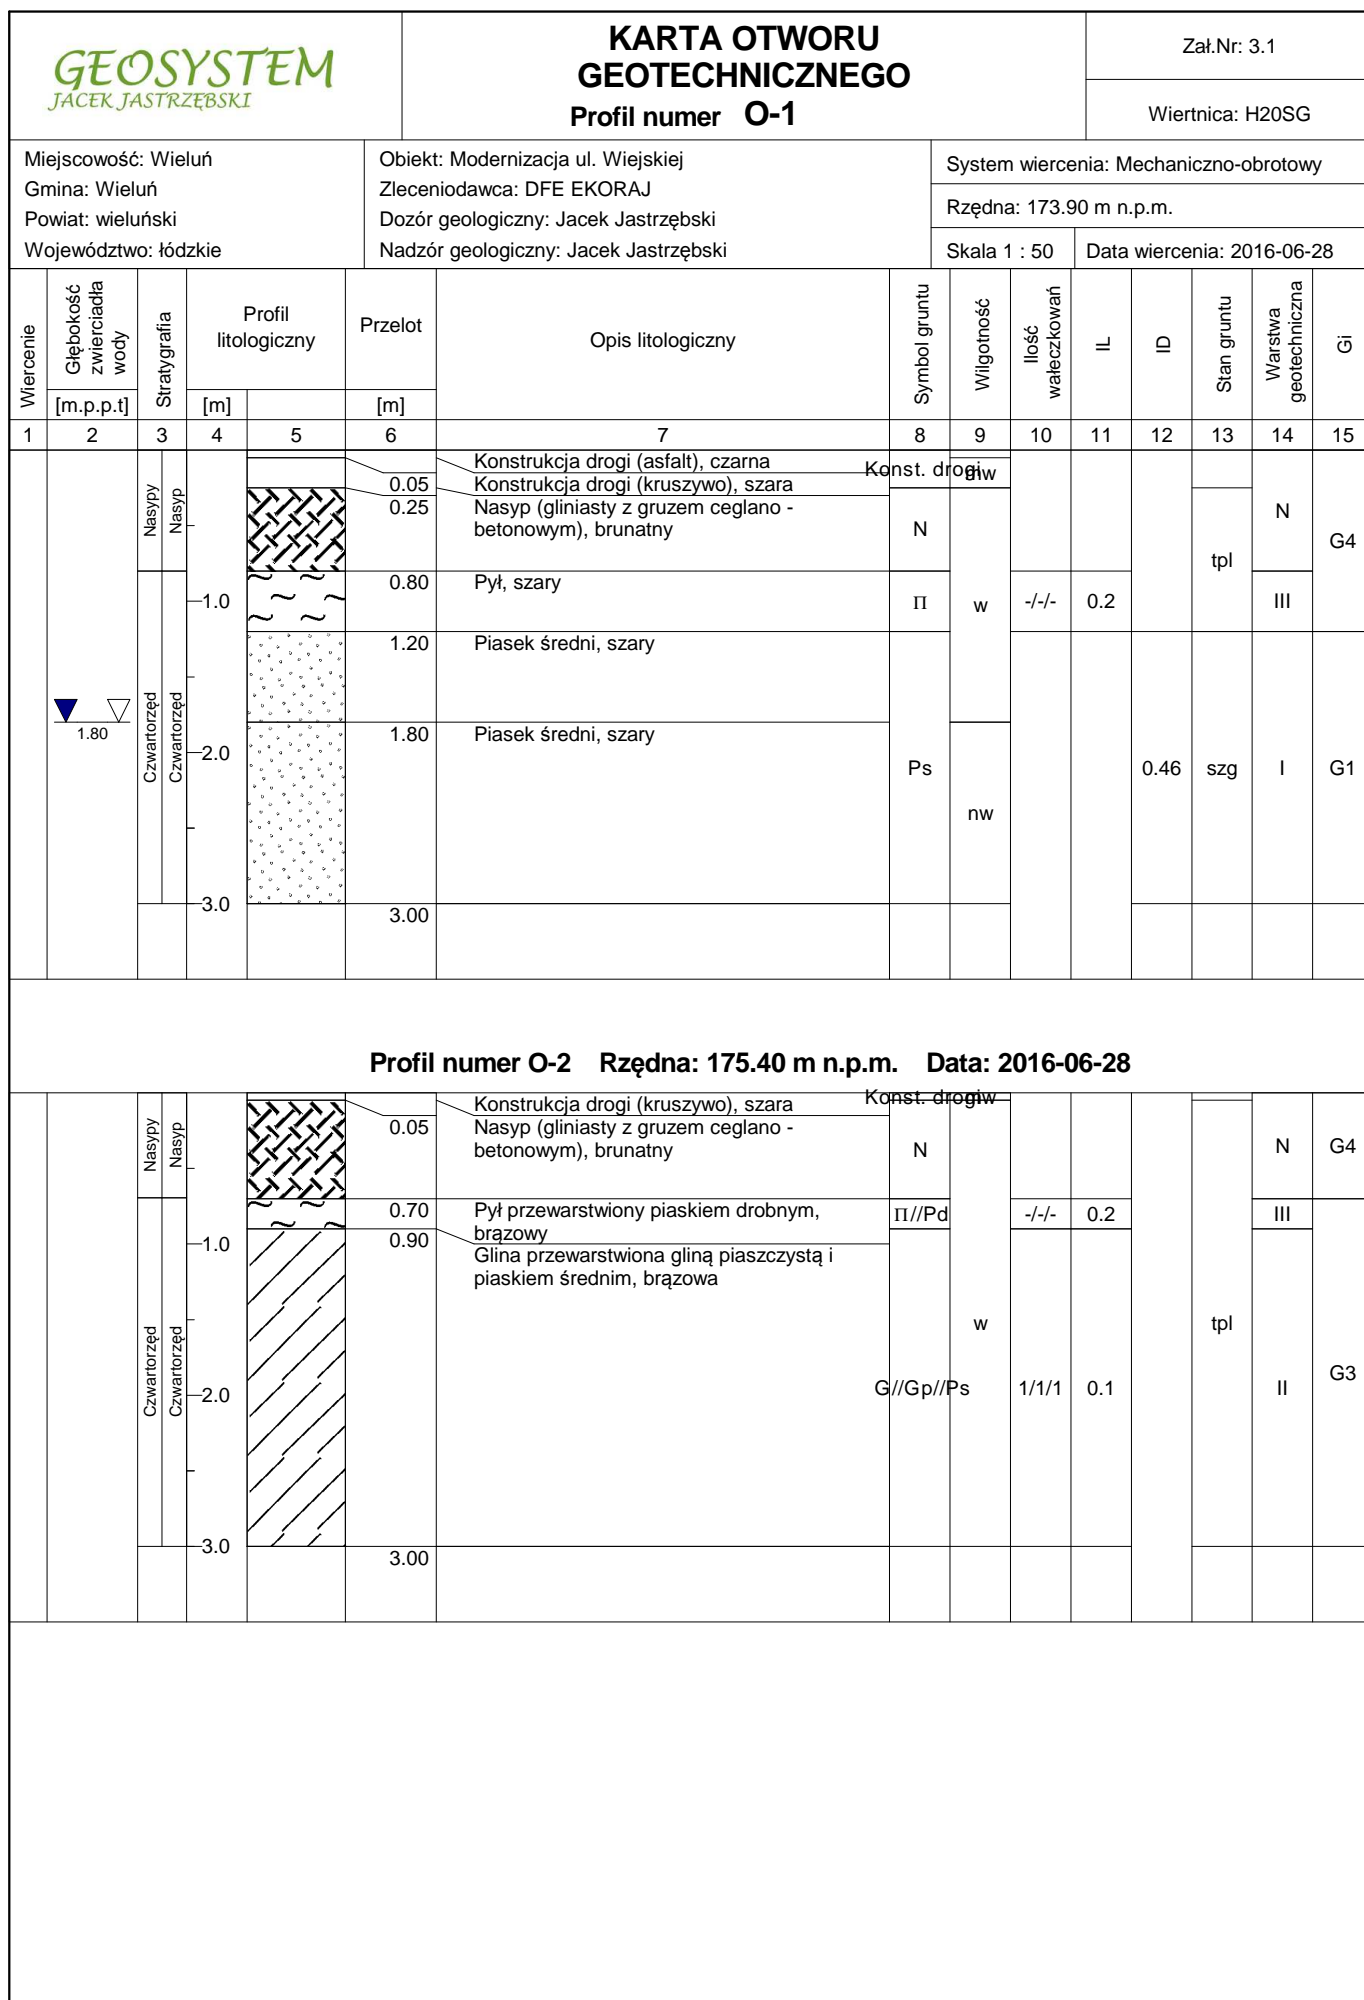 GEOSYSTEM
JACEK JASTRZĘBSKI
KARTA OTWORU
GEOTECHNICZNEGO
Profil numer O-1
Zał.Nr: 3.1
Wiertnica: H20SG
Miejscowość: Wieluń
Gmina: Wieluń
Powiat: wieluński
Województwo: łódzkie
Obiekt: Modernizacja ul. Wiejskiej
Zleceniodawca: DFE EKORAJ
Dozór geologiczny: Jacek Jastrzębski
Nadzór geologiczny: Jacek Jastrzębski
System wiercenia: Mechaniczno-obrotowy
Rzędna: 173.90 m n.p.m.
Skala 1 : 50
Data wiercenia: 2016-06-28
Wiercenie
Głębokość zwierciadła wody
[m.p.p.t]
Stratygrafia
Profil litologiczny
[m]
Przelot
[m]
Opis litologiczny
Symbol gruntu
Wilgotność
Ilość wałeczkowań
IL
ID
Stan gruntu
Warstwa geotechniczna
Gi
1 2 3 4 5 6 7 8 9 10 11 12 13 14 15
Konstrukcja drogi (asfalt), czarna
Konst. drogi
mw
0.05 Konstrukcja drogi (kruszywo), szara
0.25 Nasyp (gliniasty z gruzem ceglano -
betonowym), brunatny
Nasypy
Nasyp
N
N
G4
tpl
0.80 Pył, szary
1.0
Π w -/-/- 0.2 III
1.20 Piasek średni, szary
1.80
1.80 Piasek średni, szary
Czwartorzęd
Czwartorzęd
2.0
Ps
0.46 szg I G1
nw
3.0
3.00
Profil numer O-2 Rzędna: 175.40 m n.p.m. Data: 2016-06-28
Konstrukcja drogi (kruszywo), szara
Konst. drogi
w
0.05 Nasyp (gliniasty z gruzem ceglano -
betonowym), brunatny
Nasypy
Nasyp
N
N G4
0.70 Pył przewarstwiony piaskiem drobnym,
brązowy
Π//Pd -/-/- 0.2 III
1.0
0.90 Glina przewarstwiona gliną piaszczystą i
piaskiem średnim, brązowa
w
tpl
Czwartorzęd
Czwartorzęd
2.0
G//Gp//Ps 1/1/1 0.1 II
G3
3.0
3.00